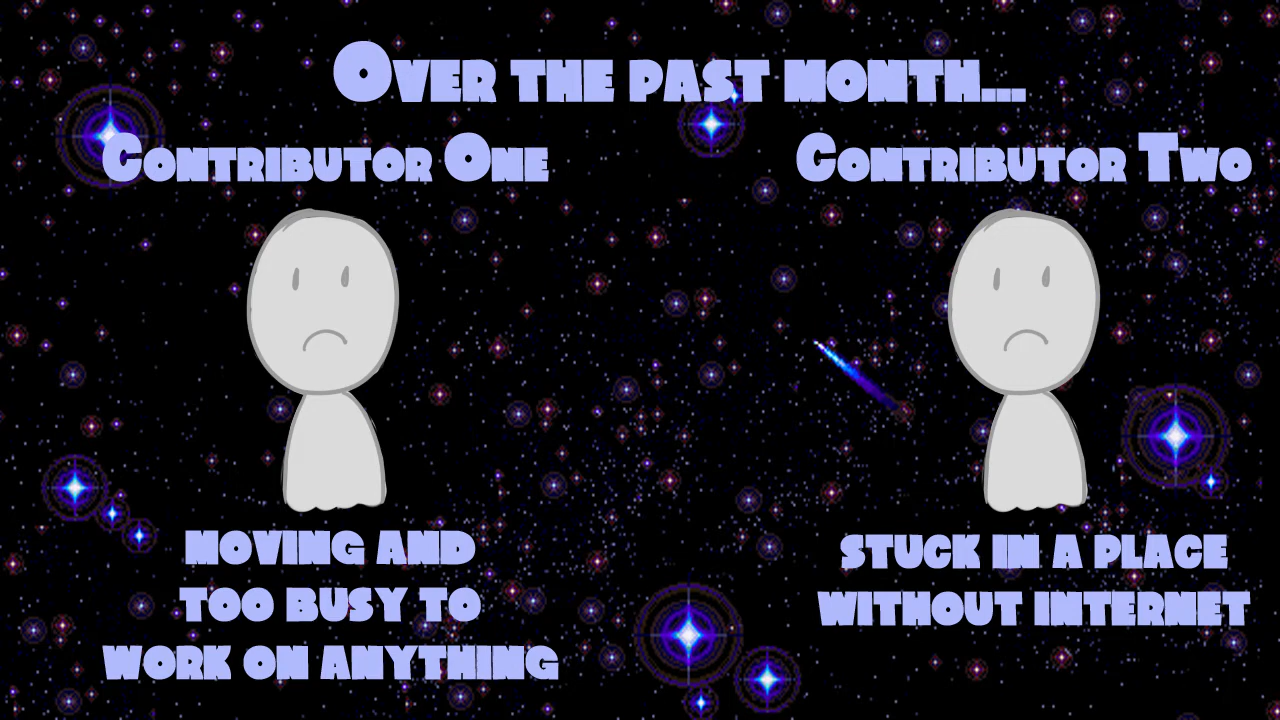 Over the past month...
Contributor One
Contributor Two
moving and
too busy to
work on anything
stuck in a place
without internet